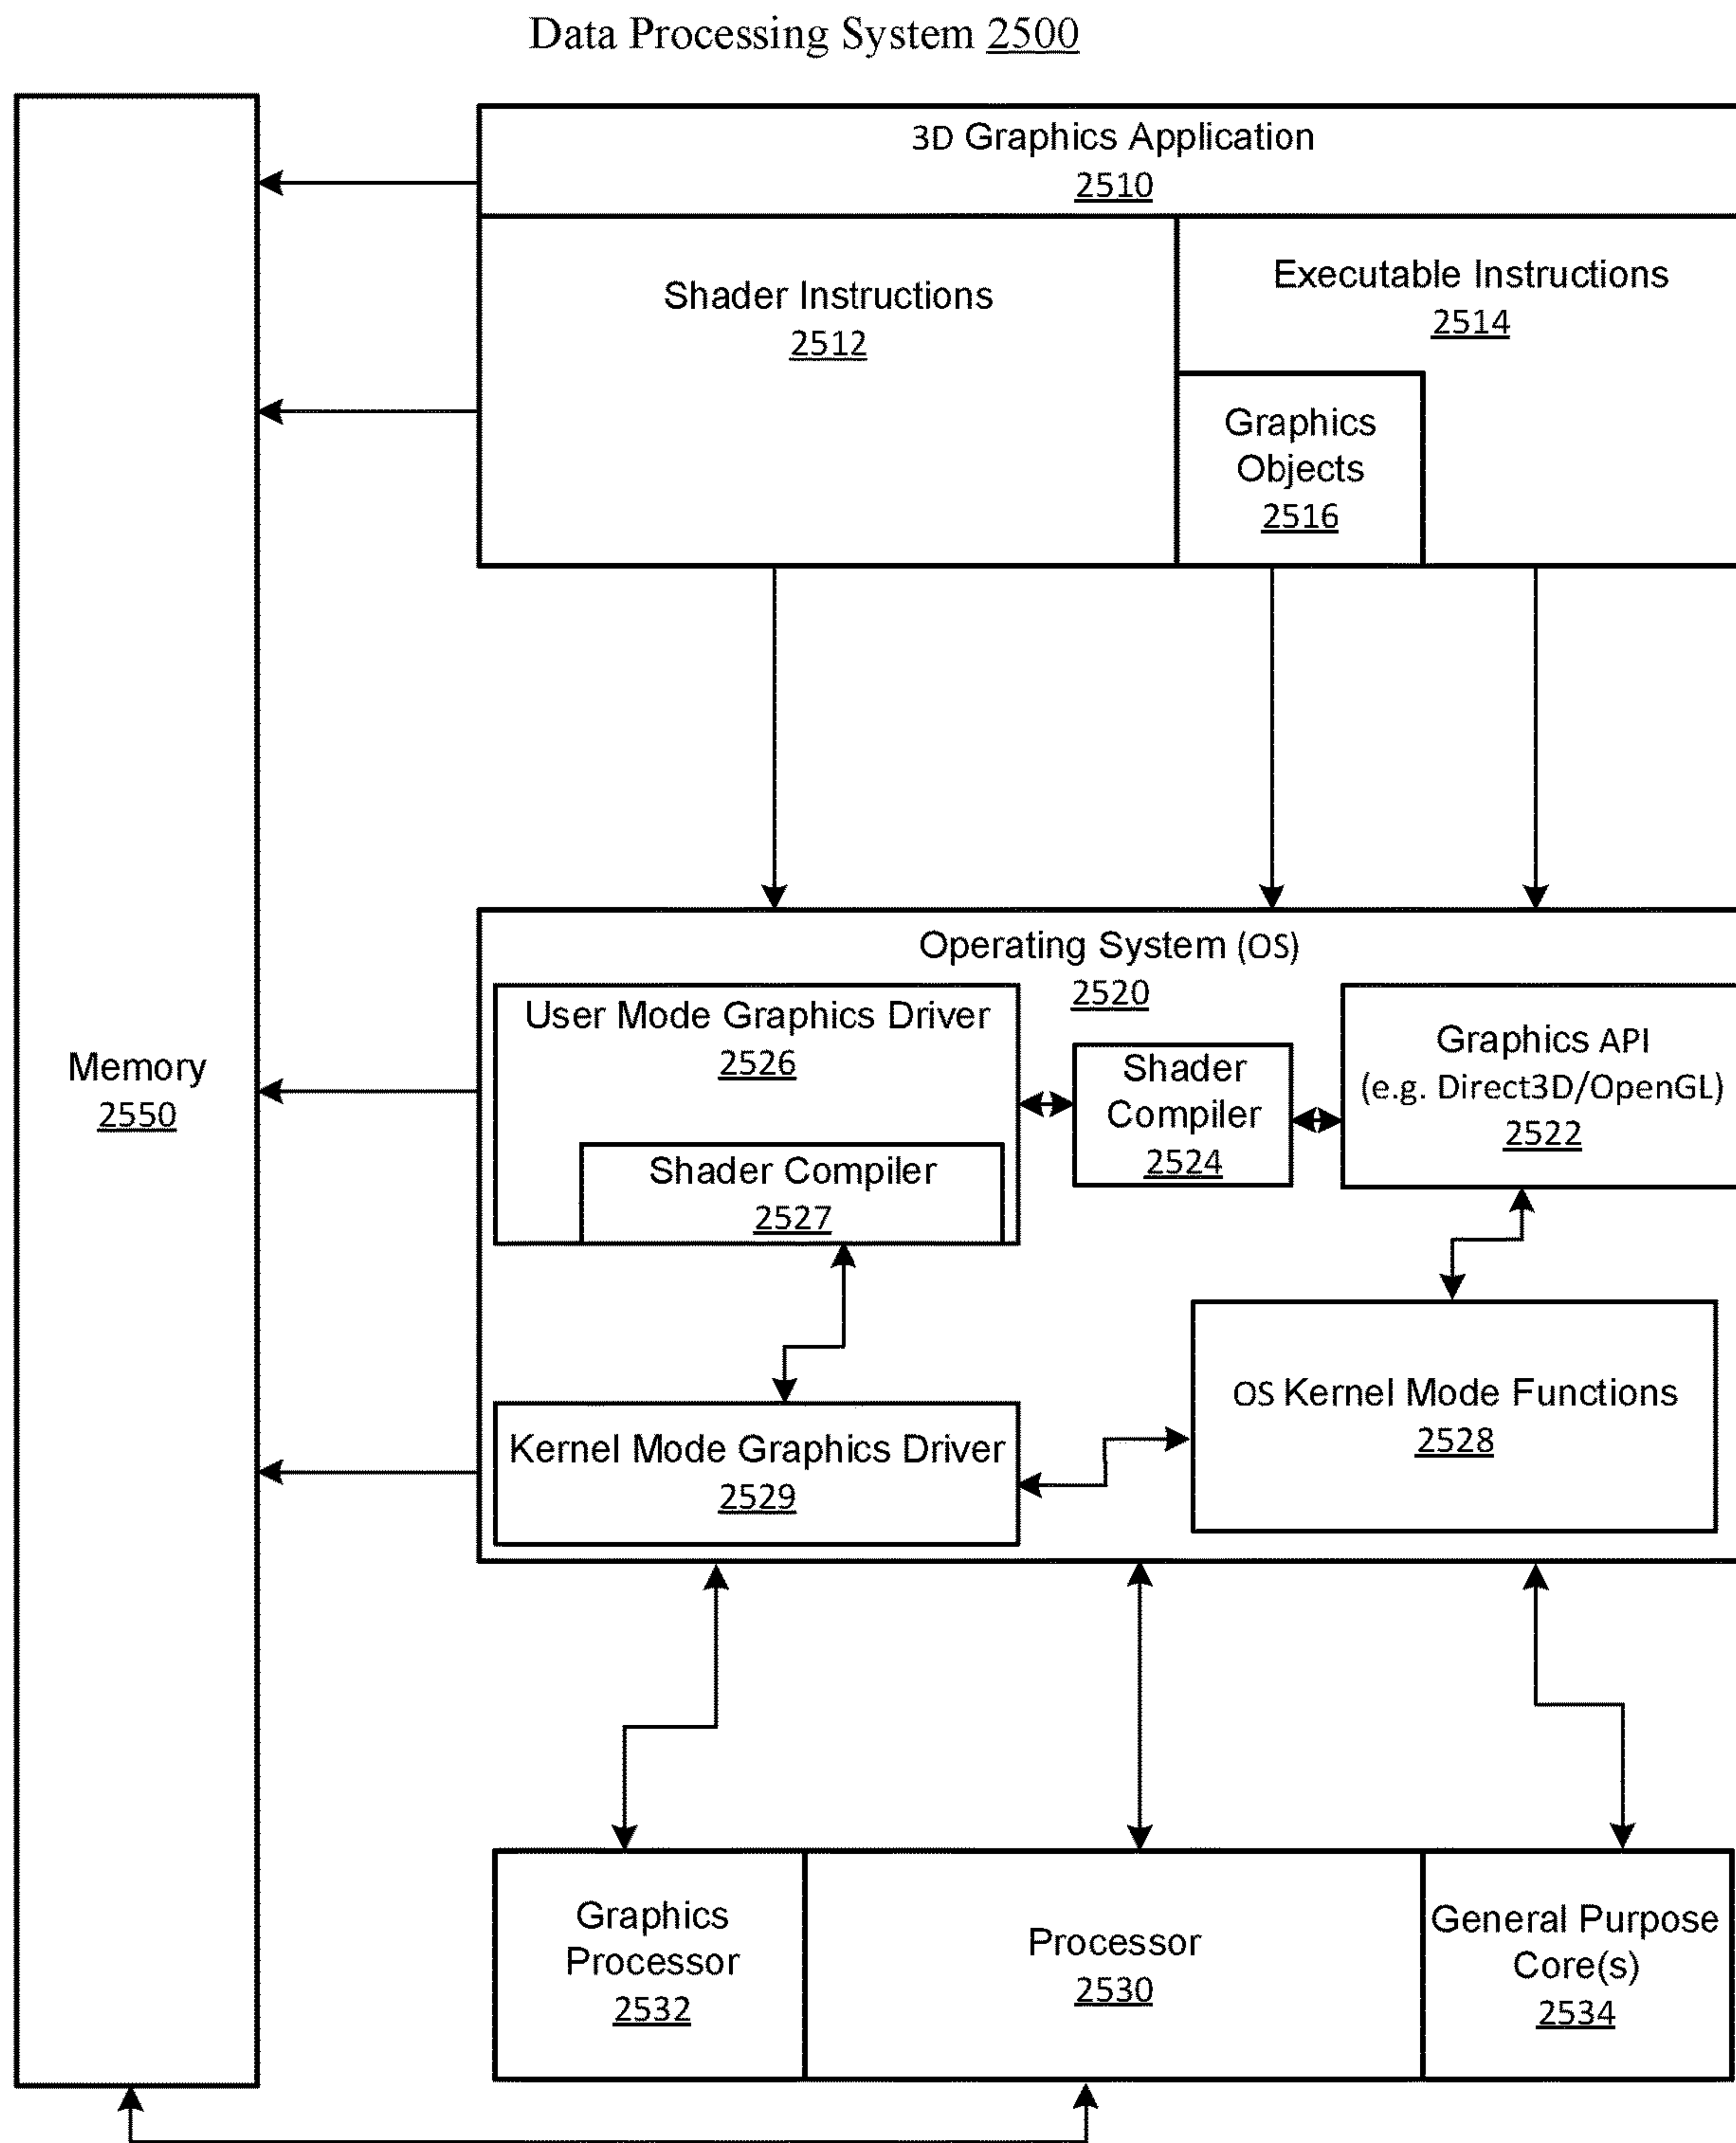 Data Processing System 2500
3D Graphics Application
2510
Shader Instructions
2512
Executable Instructions
2514
Graphics
Objects
2516
Memory
2550
Operating System (OS)
2520
User Mode Graphics Driver
2526
Shader Compiler
2527
Shader
Compiler
2524
Graphics API
(e.g. Direct3D/OpenGL)
2522
Kernel Mode Graphics Driver
2529
OS Kernel Mode Functions
2528
Graphics
Processor
2532
Processor
2530
General Purpose
Core(s)
2534